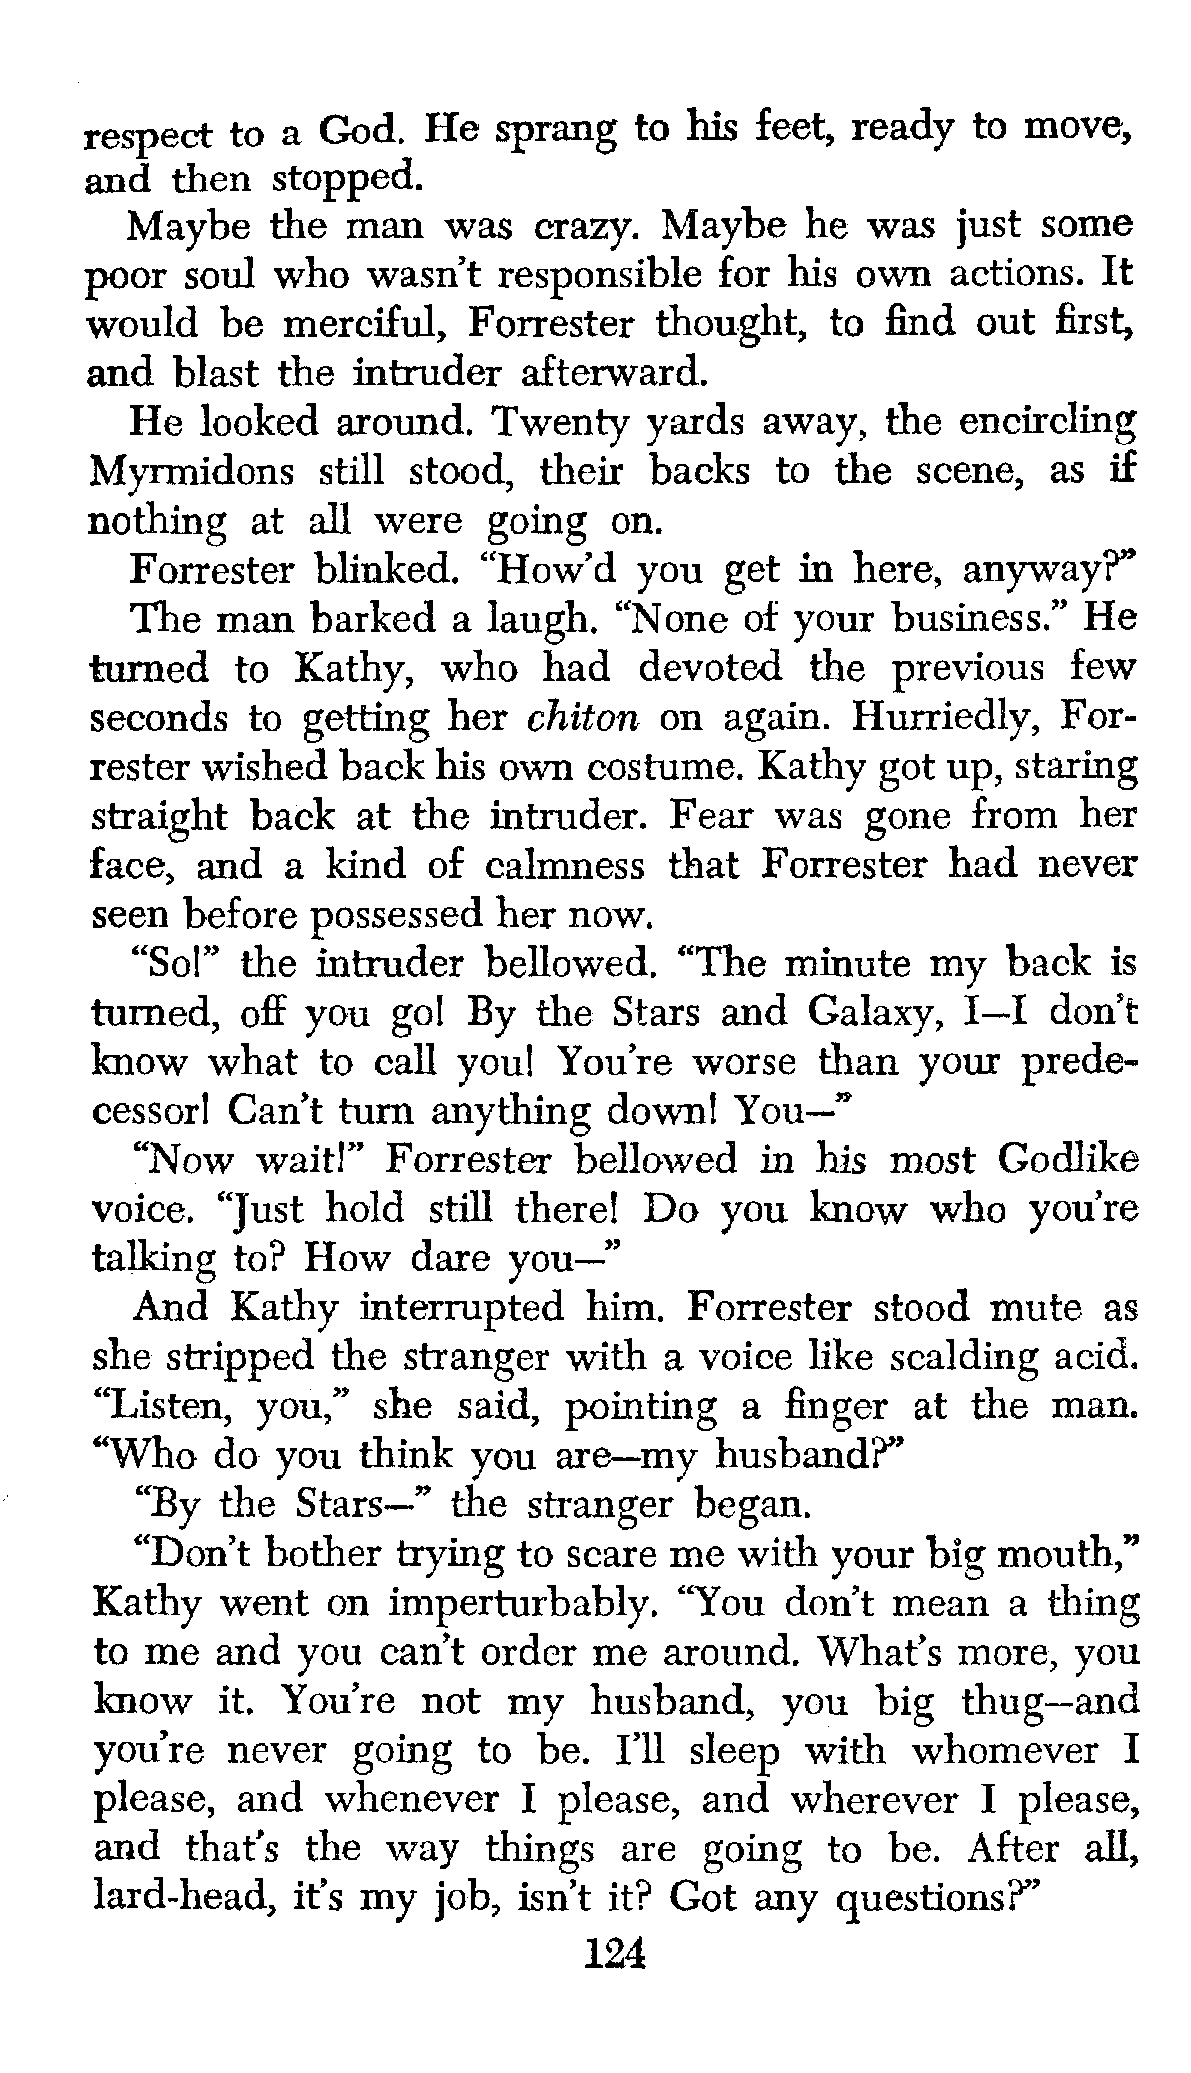 respect to a God. He sprang to his feet, ready to move,
and then stopped.
Maybe the man was crazy. Maybe he was just some
poor soul who wasn't responsible for his own actions. It
would be merciful, Forrester thought, to find out first,
and blast the intruder afterward.
He looked around. Twenty yards away, the encircling
Myrmidons still stood, their backs to the scene, as if
nothing at all were going on.
Forrester blinked. “How'd you get in here, anyway?”
The man barked a laugh. “None of your business.” He
turned to Kathy, who had devoted the previous few
seconds to getting her chiton on again. Hurriedly, For-
rester wished back his own costume. Kathy got up, staring
straight back at the intruder. Fear was gone from her
face, and a kind of calmness that Forrester had never
seen before possessed her now.
“So!” the intruder bellowed. “The minute my back is
turned, off you go! By the Stars and Galaxy, I—I don't
know what to call you! You're worse than your prede-
cessor! Can't turn anything down! You—”
“Now wait!” Forrester bellowed in his most Godlike
voice. “Just hold still there! Do you know who you're
talking to? How dare you—”
And Kathy interrupted him. Forrester stood mute as
she stripped the stranger with a voice like scalding acid.
“Listen, you,” she said, pointing a finger at the man.
“Who do you think you are—my husband?”
“By the Stars—” the stranger began.
“Don't bother trying to scare me with your big mouth,”
Kathy went on imperturbably. “You don't mean a thing
to me and you can't order me around. What's more, you
know it. You're not my husband, you big thug—and
you're never going to be. I'll sleep with whomever I
please, and whenever I please, and wherever I please,
and that's the way things are going to be. After all,
lard-head, it's my job, isn't it? Got any questions?”
124